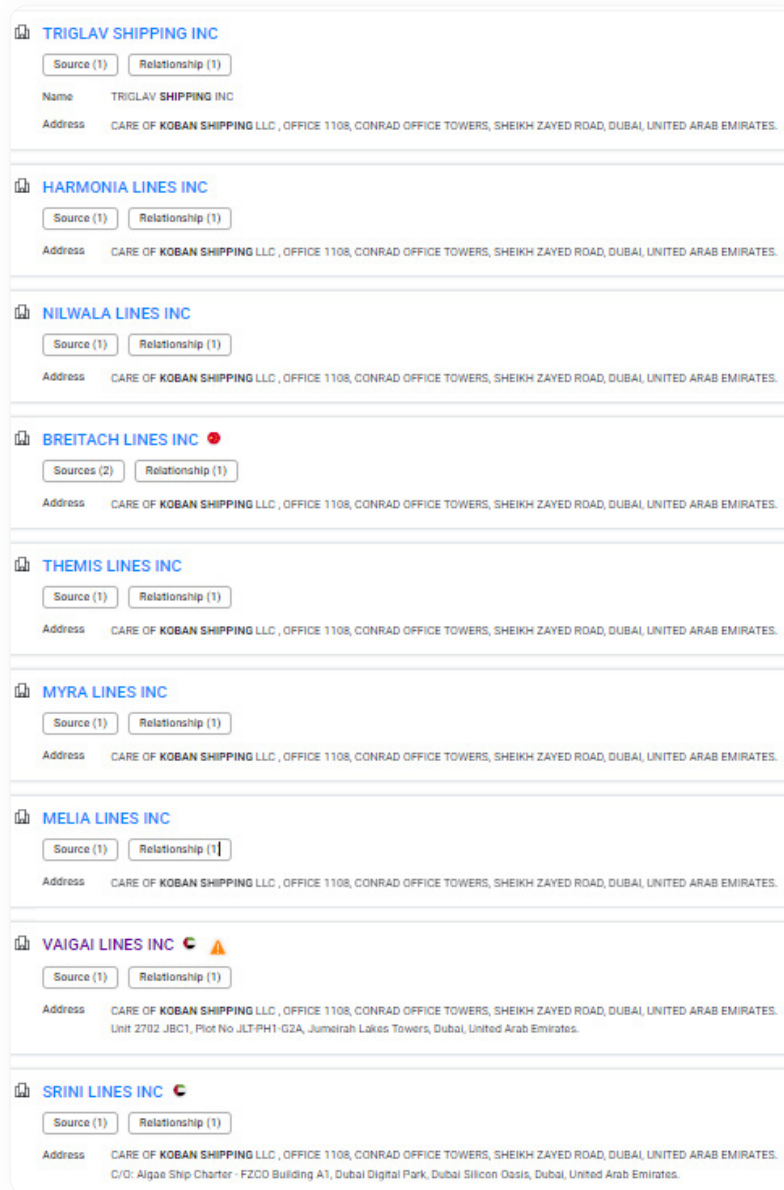 TRIGLAV SHIPPING INC
Source (1) Relationship (1)
Name TRIGLAV SHIPPING INC
Address CARE OF KOBAN SHIPPING LLC , OFFICE 1108, CONRAD OFFICE TOWERS, SHEIKH ZAYED ROAD, DUBAI, UNITED ARAB EMIRATES.
HARMONIA LINES INC
Source (1) Relationship (1)
Address CARE OF KOBAN SHIPPING LLC , OFFICE 1108, CONRAD OFFICE TOWERS, SHEIKH ZAYED ROAD, DUBAI, UNITED ARAB EMIRATES.
NILWALA LINES INC
Source (1) Relationship (1)
Address CARE OF KOBAN SHIPPING LLC , OFFICE 1108, CONRAD OFFICE TOWERS, SHEIKH ZAYED ROAD, DUBAI, UNITED ARAB EMIRATES.
BREITACH LINES INC
Sources (2) Relationship (1)
Address CARE OF KOBAN SHIPPING LLC , OFFICE 1108, CONRAD OFFICE TOWERS, SHEIKH ZAYED ROAD, DUBAI, UNITED ARAB EMIRATES.
THEMIS LINES INC
Source (1) Relationship (1)
Address CARE OF KOBAN SHIPPING LLC , OFFICE 1108, CONRAD OFFICE TOWERS, SHEIKH ZAYED ROAD, DUBAI, UNITED ARAB EMIRATES.
MYRA LINES INC
Source (1) Relationship (1)
Address CARE OF KOBAN SHIPPING LLC , OFFICE 1108, CONRAD OFFICE TOWERS, SHEIKH ZAYED ROAD, DUBAI, UNITED ARAB EMIRATES.
MELIA LINES INC
Source (1) Relationship (1
Address CARE OF KOBAN SHIPPING LLC , OFFICE 1108, CONRAD OFFICE TOWERS, SHEIKH ZAYED ROAD, DUBAI, UNITED ARAB EMIRATES.
VAIGAI LINES INC
Source (1) Relationship (1)
Address CARE OF KOBAN SHIPPING LLC , OFFICE 1108, CONRAD OFFICE TOWERS, SHEIKH ZAYED ROAD, DUBAI, UNITED ARAB EMIRATES.
Unit 2702 JBC1, Plot No JLT-PH1-G2A, Jumeirah Lakes Towers, Dubai, United Arab Emirates.
SRINI LINES INC
Source (1) Relationship (1)
Address CARE OF KOBAN SHIPPING LLC , OFFICE 1108, CONRAD OFFICE TOWERS, SHEIKH ZAYED ROAD, DUBAI, UNITED ARAB EMIRATES.
C/O: Algae Ship Charter - FZCO Building A1, Dubai Digital Park, Dubai Silicon Oasis, Dubai, United Arab Emirates.